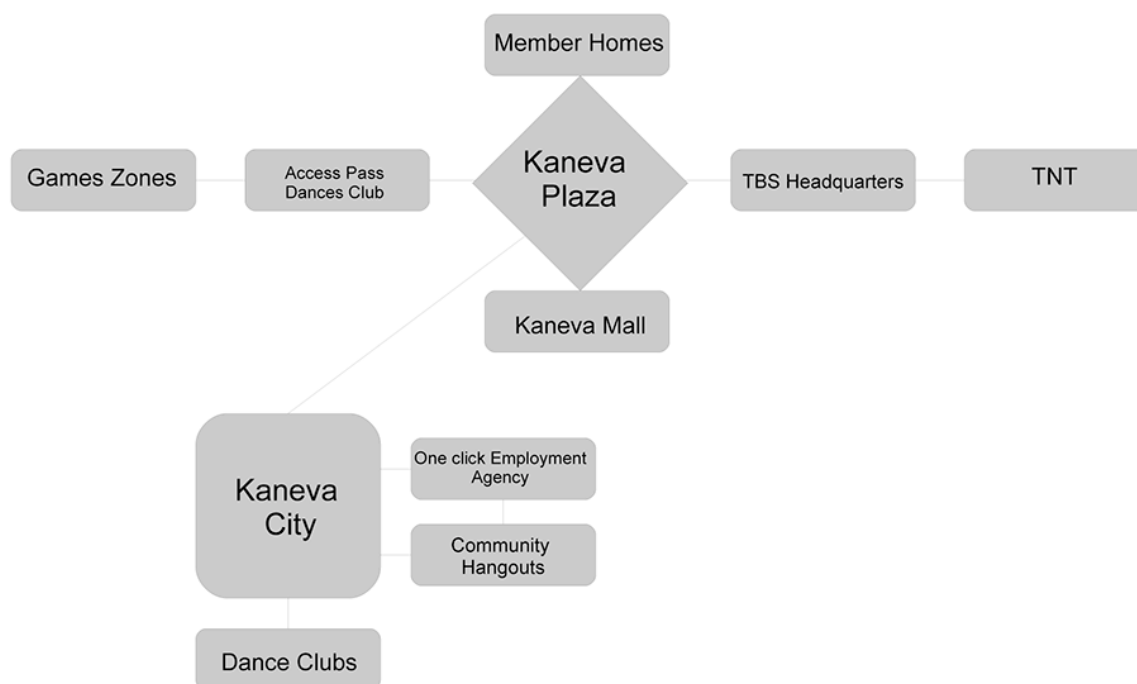 Member Homes
Games Zones
Access Pass
Dances Club
Kaneva
Plaza
TBS Headquarters
TNT
Kaneva Mall
Kaneva
City
One click Employment
Agency
Community
Hangouts
Dance Clubs